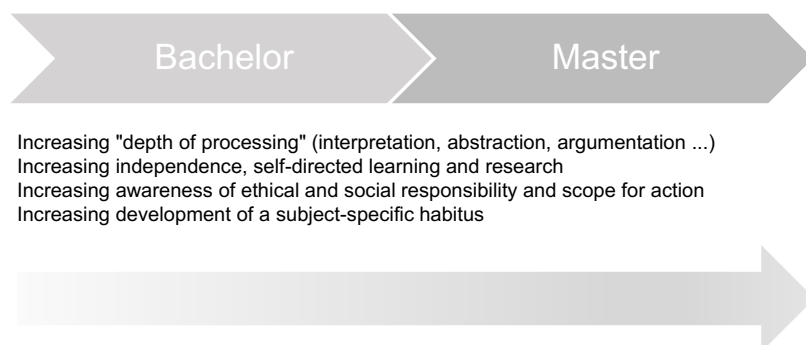 Bachelor
Master
Increasing "depth of processing" (interpretation, abstraction, argumentation ...)
Increasing independence, self-directed learning and research
Increasing awareness of ethical and social responsibility and scope for action
Increasing development of a subject-specific habitus